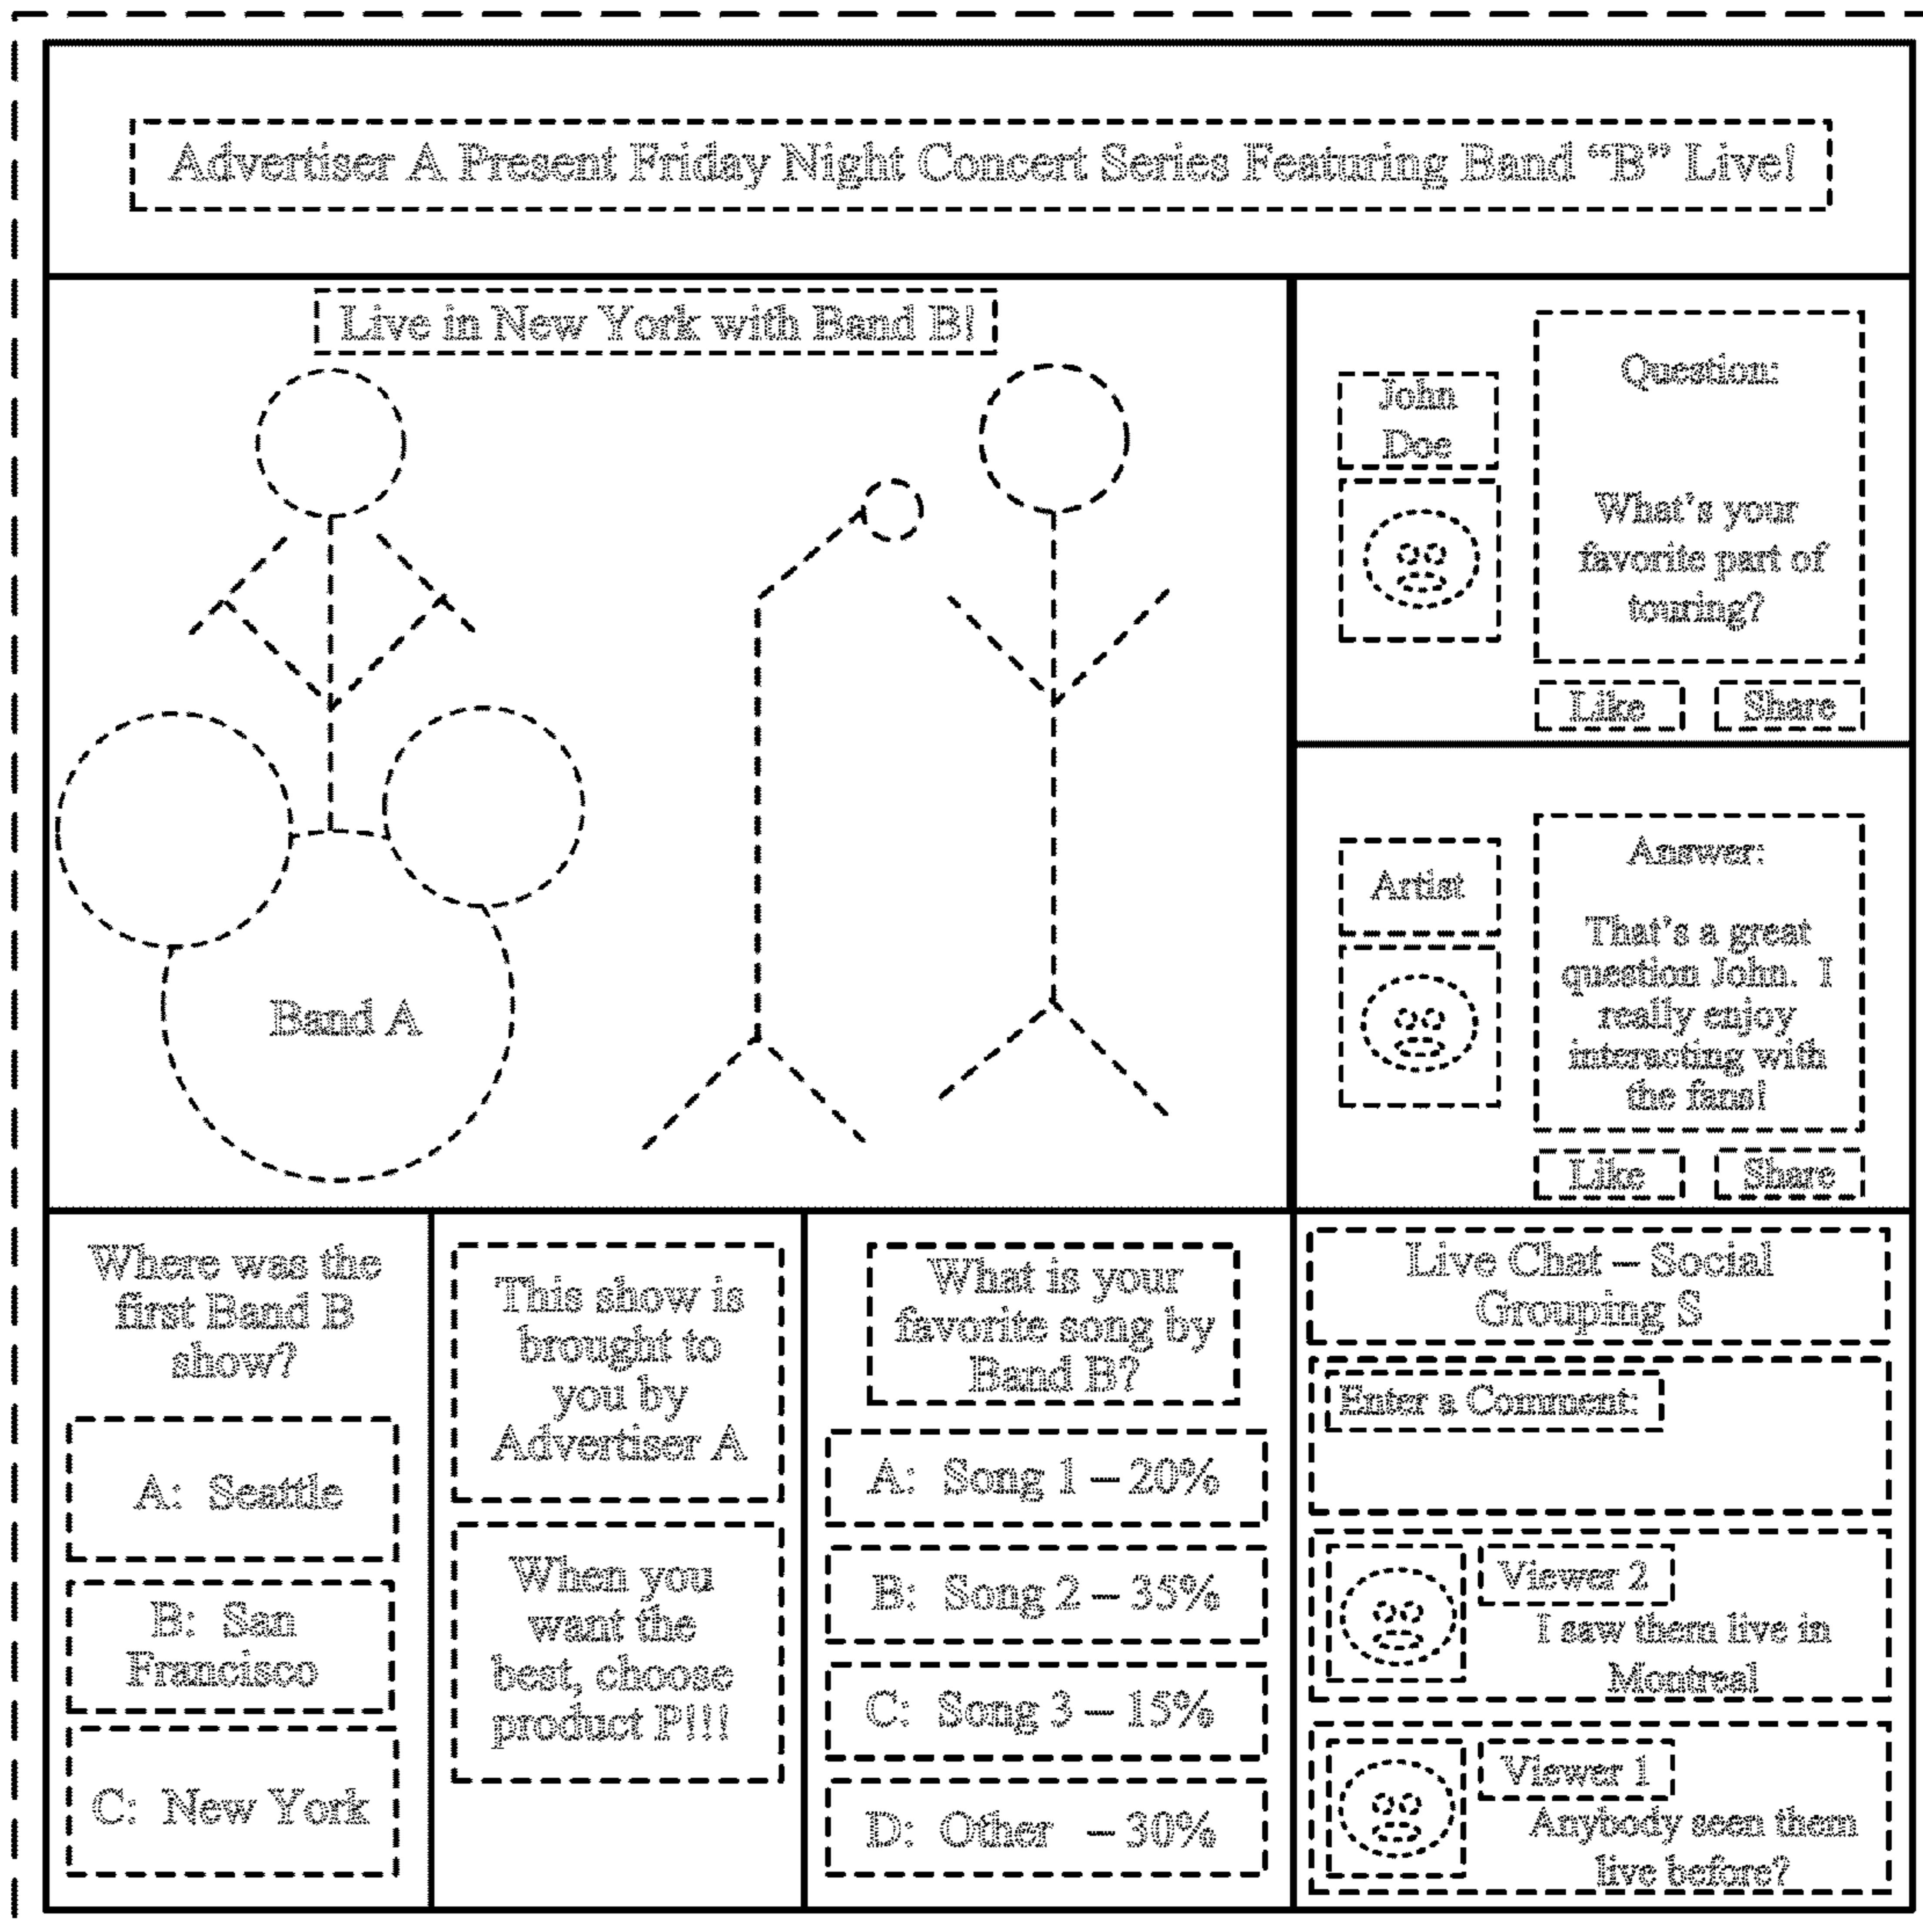 Advertiser A Present Friday Night Concert Series Featuring Band “B” Live!
Live in New York with Band B!
Band A
John
Doe
Question:
What’s your
favorite part of
touring?
Like
Share
Artist
Answer:
That’s a great
question John.  I
really enjoy
interacting with
the fans!
Like
Share
Where was the
first Band B
show?
A:  Seattle
B:  San
Francisco
C:  New York
This show is
brought to
you by
Advertiser A
When you
want the
best, choose
product P!!!
What is your
favorite song by
Band B?
A:  Song 1 – 20%
B:  Song 2 – 35%
C:  Song 3 – 15%
D:  Other  – 30%
Live Chat – Social
Grouping S
Enter a Comment:
Viewer 2
I saw them live in
Montreal
Viewer 1
Anybody seen them
live before?